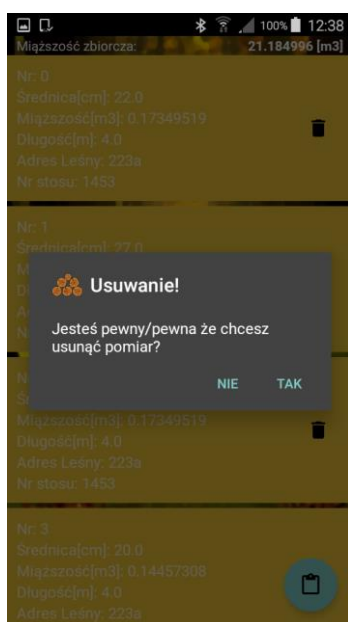 100% 12:38
Miąższość zbiorcza: 21.184996 [m3]
Nr: 0
Średnica[cm]: 22.0
Miąższość[m3]: 0.17349519
Długość[m]: 4.0
Adres Leśny: 223a
Nr stosu: 1453
Nr: 1
Średnica[cm]: 27.0
Usuwanie!
Jesteś pewny/pewna że chcesz
usunąć pomiar?
NIE TAK
Miąższość[m3]: 0.17349519
Długość[m]: 4.0
Adres Leśny: 223a
Nr stosu: 1453
Nr: 3
Średnica[cm]: 20.0
Miąższość[m3]: 0.14457308
Długość[m]: 4.0
Adres Leśny: 223a